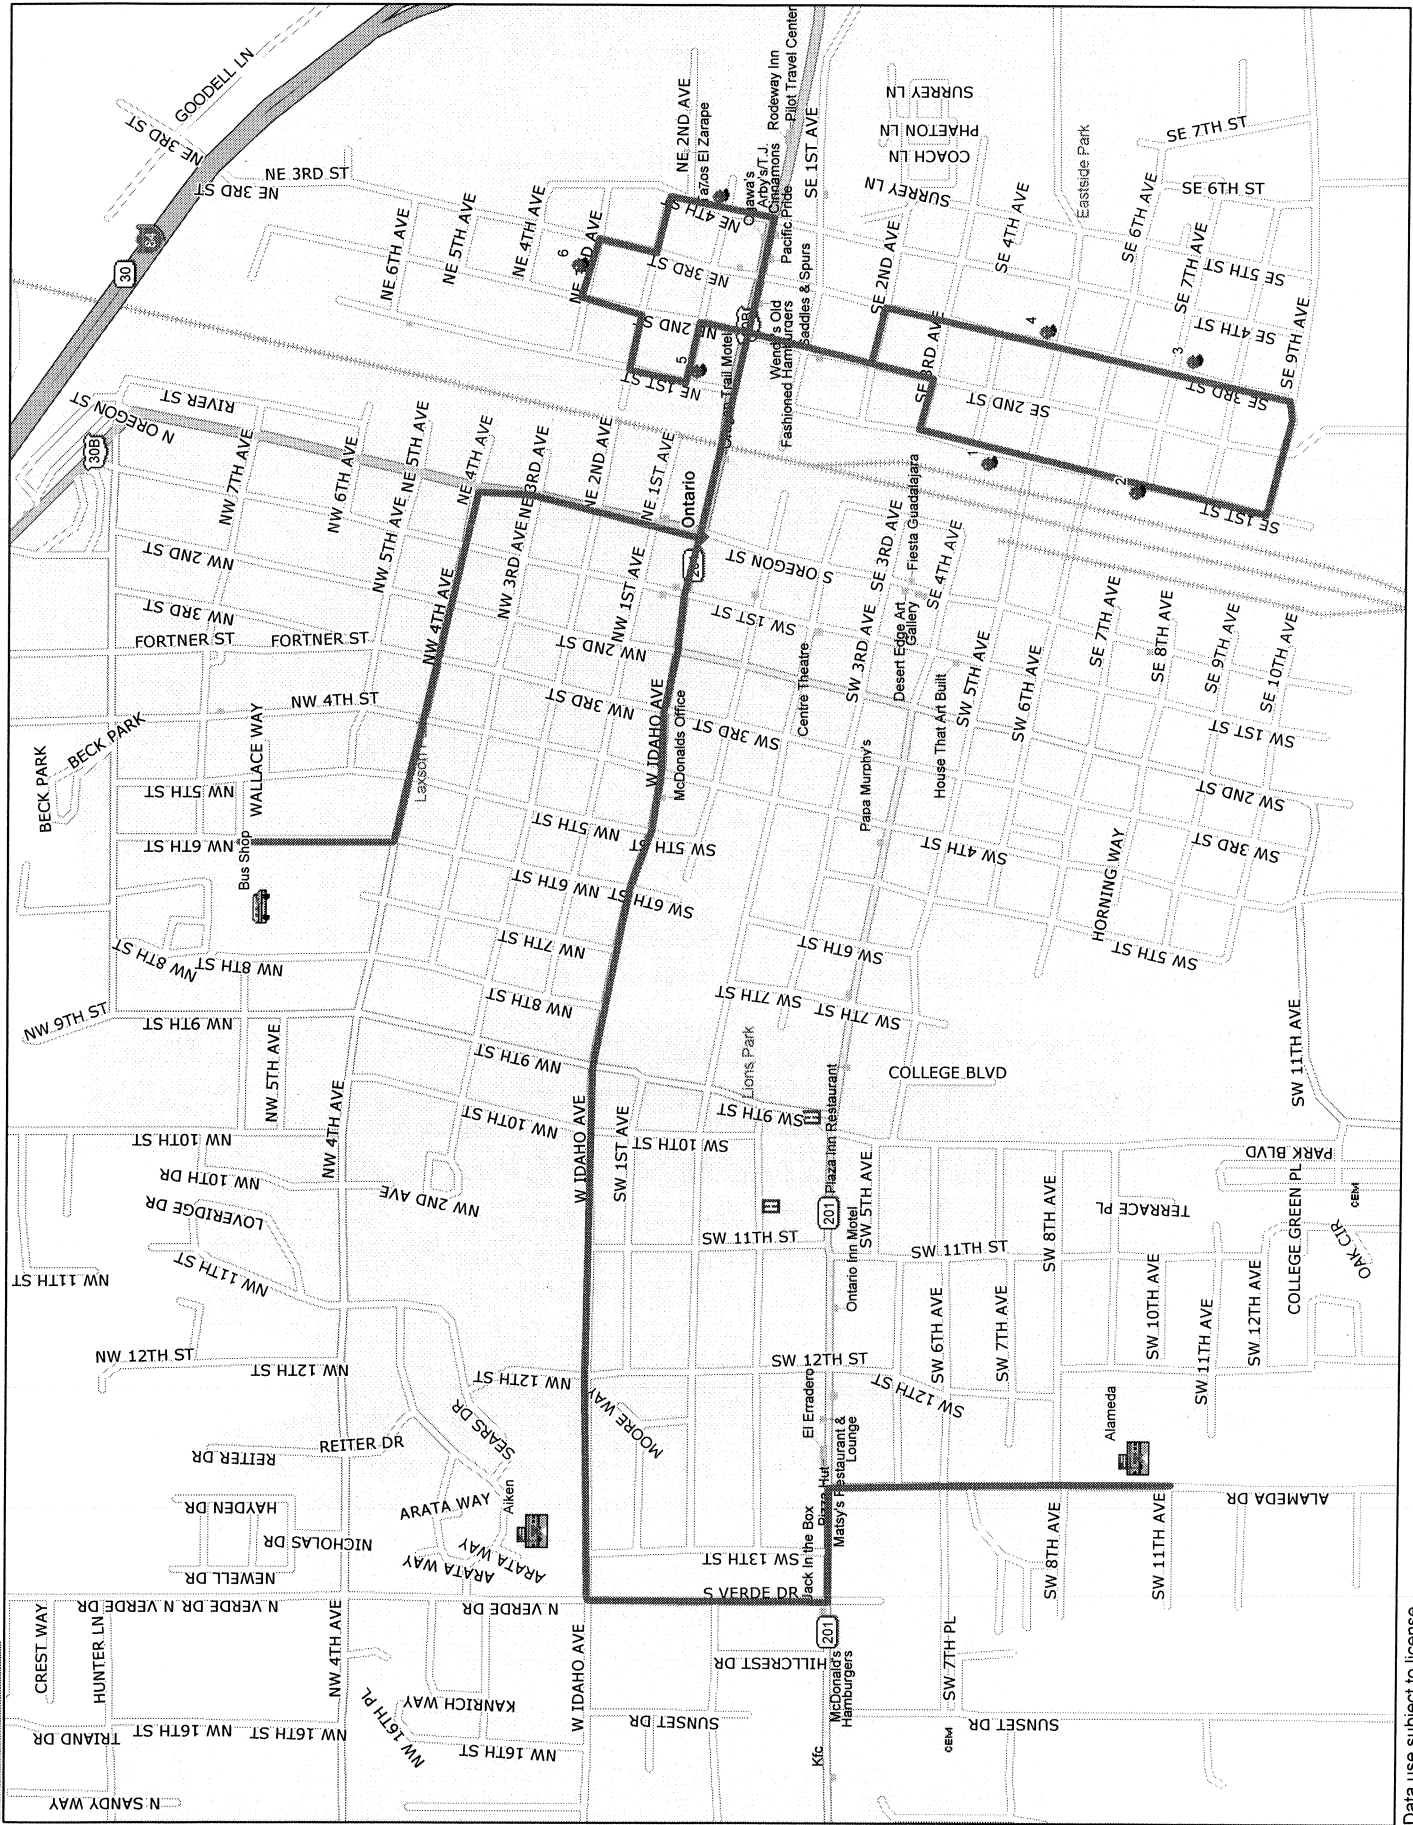 GOODELL LN
NE 3RD ST
NE 3RD ST
NE 3RD ST
84
30
NE 6TH AVE
NE 5TH AVE
NE 4TH AVE
NE 2ND AVE
NE 4TH S
NE 3RD ST
NE 2ND S
NE 1ST ST
NE 1ST
6
5
Rodeway Inn
Pilot Travel Center
Arby's/T.J.
Cinnamons
Pacific Pride
Saddles & Spurs
Wendy's Old
Fashioned Hamburgers
Trail Motel
SE 1ST AVE
SURREY LN
PHAETON LN
COACH LN
SURREY LN
Eastside Park
SE 7TH ST
SE 6TH ST
SE 6TH AVE
SE 7TH AVE
SE 5TH ST
SE 4TH ST
SE 9TH AVE
SE 2ND AVE
SE 4TH AVE
SE 3RD AVE
SE 2ND ST
SE 3RD ST
SE 1ST ST
4
3
1
2
RIVER ST
N OREGON ST
30B
NW 7TH AVE
NW 6TH AVE
NE 5TH AVE
NW 5TH AVE
NE 4TH AVE
NE 3RD AVE
NE 2ND AVE
NE 1ST AVE
Ontario
NW 2ND ST
NW 3RD ST
FORTNER ST
FORTNER ST
NW 4TH ST
NW 4TH AVE
NW 3RD AVE
NW 1ST AVE
NW 2ND ST
NW 3RD ST
S OREGON ST
SW 1ST ST
Centre Theatre
SW 3RD AVE
SE 3RD AVE
Fiesta Guadalajara
SE 4TH AVE
Desert Edge Art
Gallery
House That Art Built
Papa Murphy's
SW 5TH AVE
SW 6TH AVE
SE 7TH AVE
SE 8TH AVE
SE 9TH AVE
SE 10TH AVE
SW 1ST ST
SW 2ND ST
SW 3RD ST
BECK PARK
BECK PARK
WALLACE WAY
NW 5TH ST
NW 6TH ST
Bus Shop
Laxson
W IDAHO AVE
McDonalds Office
SW 3RD ST
NW 5TH ST
SW 5TH ST
NW 6TH ST
SW 6TH ST
SW 4TH ST
HORNING WAY
SW 5TH ST
SW 6TH ST
NW 8TH ST
NW 8TH ST
NW 7TH ST
NW 8TH ST
SW 7TH ST
SW 7TH ST
NW 9TH ST
NW 9TH ST
NW 9TH ST
NW 5TH AVE
NW 4TH AVE
NW 10TH ST
NW 10TH ST
NW 10TH DR
LOVERIDGE DR
NW 2ND AVE
W IDAHO AVE
SW 1ST AVE
SW 10TH ST
SW 9TH ST
Lions Park
COLLEGE BLVD
Plaza Inn Restaurant
SW 11TH AVE
PARK BLVD
COLLEGE GREEN PL
CEM
OAK CIR
TERRACE PL
SW 8TH AVE
SW 5TH AVE
201
Ontario Inn Motel
SW 11TH ST
SW 11TH ST
NW 11TH ST
NW 11TH ST
NW 12TH ST
NW 12TH ST
NW 12TH ST
SW 12TH ST
SW 12TH ST
SW 6TH AVE
SW 7TH AVE
SW 10TH AVE
SW 11TH AVE
SW 12TH AVE
MOORE WAY
El Erradero
Matsy's Restaurant &
Lounge
Pizza Hut
Jack In the Box
Alameda
ALAMEDA DR
SEARS DR
REITER DR
REITER DR
HAYDEN DR
NICHOLAS DR
NEWELL DR
ARATA WAY
ARATA WAY
ARATA WAY
ARATA WAY
Aiken
SW 13TH ST
S VERDE DR
N VERDE DR
N VERDE DR
N VERDE DR
SW 8TH AVE
SW 11TH AVE
CREST WAY
HUNTER LN
NW 4TH AVE
TRIAND DR
NW 16TH ST
NW 16TH ST
NW 16TH PL
NW 16TH ST
KANRICH WAY
W IDAHO AVE
HILLCREST DR
201
McDonald's
Hamburgers
SUNSET DR
SUNSET DR
SW 7TH PL
CEM
Kfc
N SANDY WAY
Data use subject to license